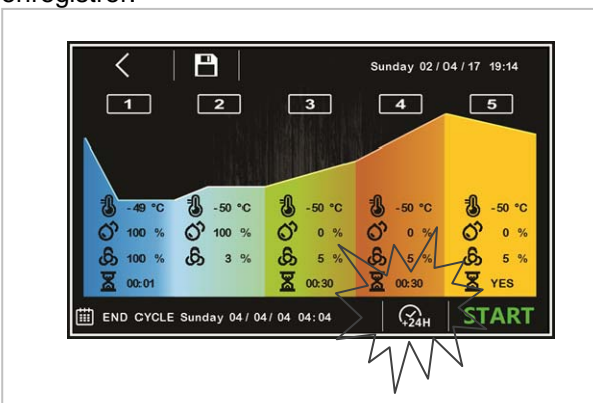 Sunday 02 / 04 / 17 19:14
1 2 3 4 5
-49 °C -50 °C -50 °C -50 °C -50 °C
100 % 100 % 0 % 0 % 0 %
100 % 3 % 5 % 5 % 5 %
00:01 00:30 00:30 YES
END CYCLE Sunday 04 / 04 / 04 04 : 04 +24H START